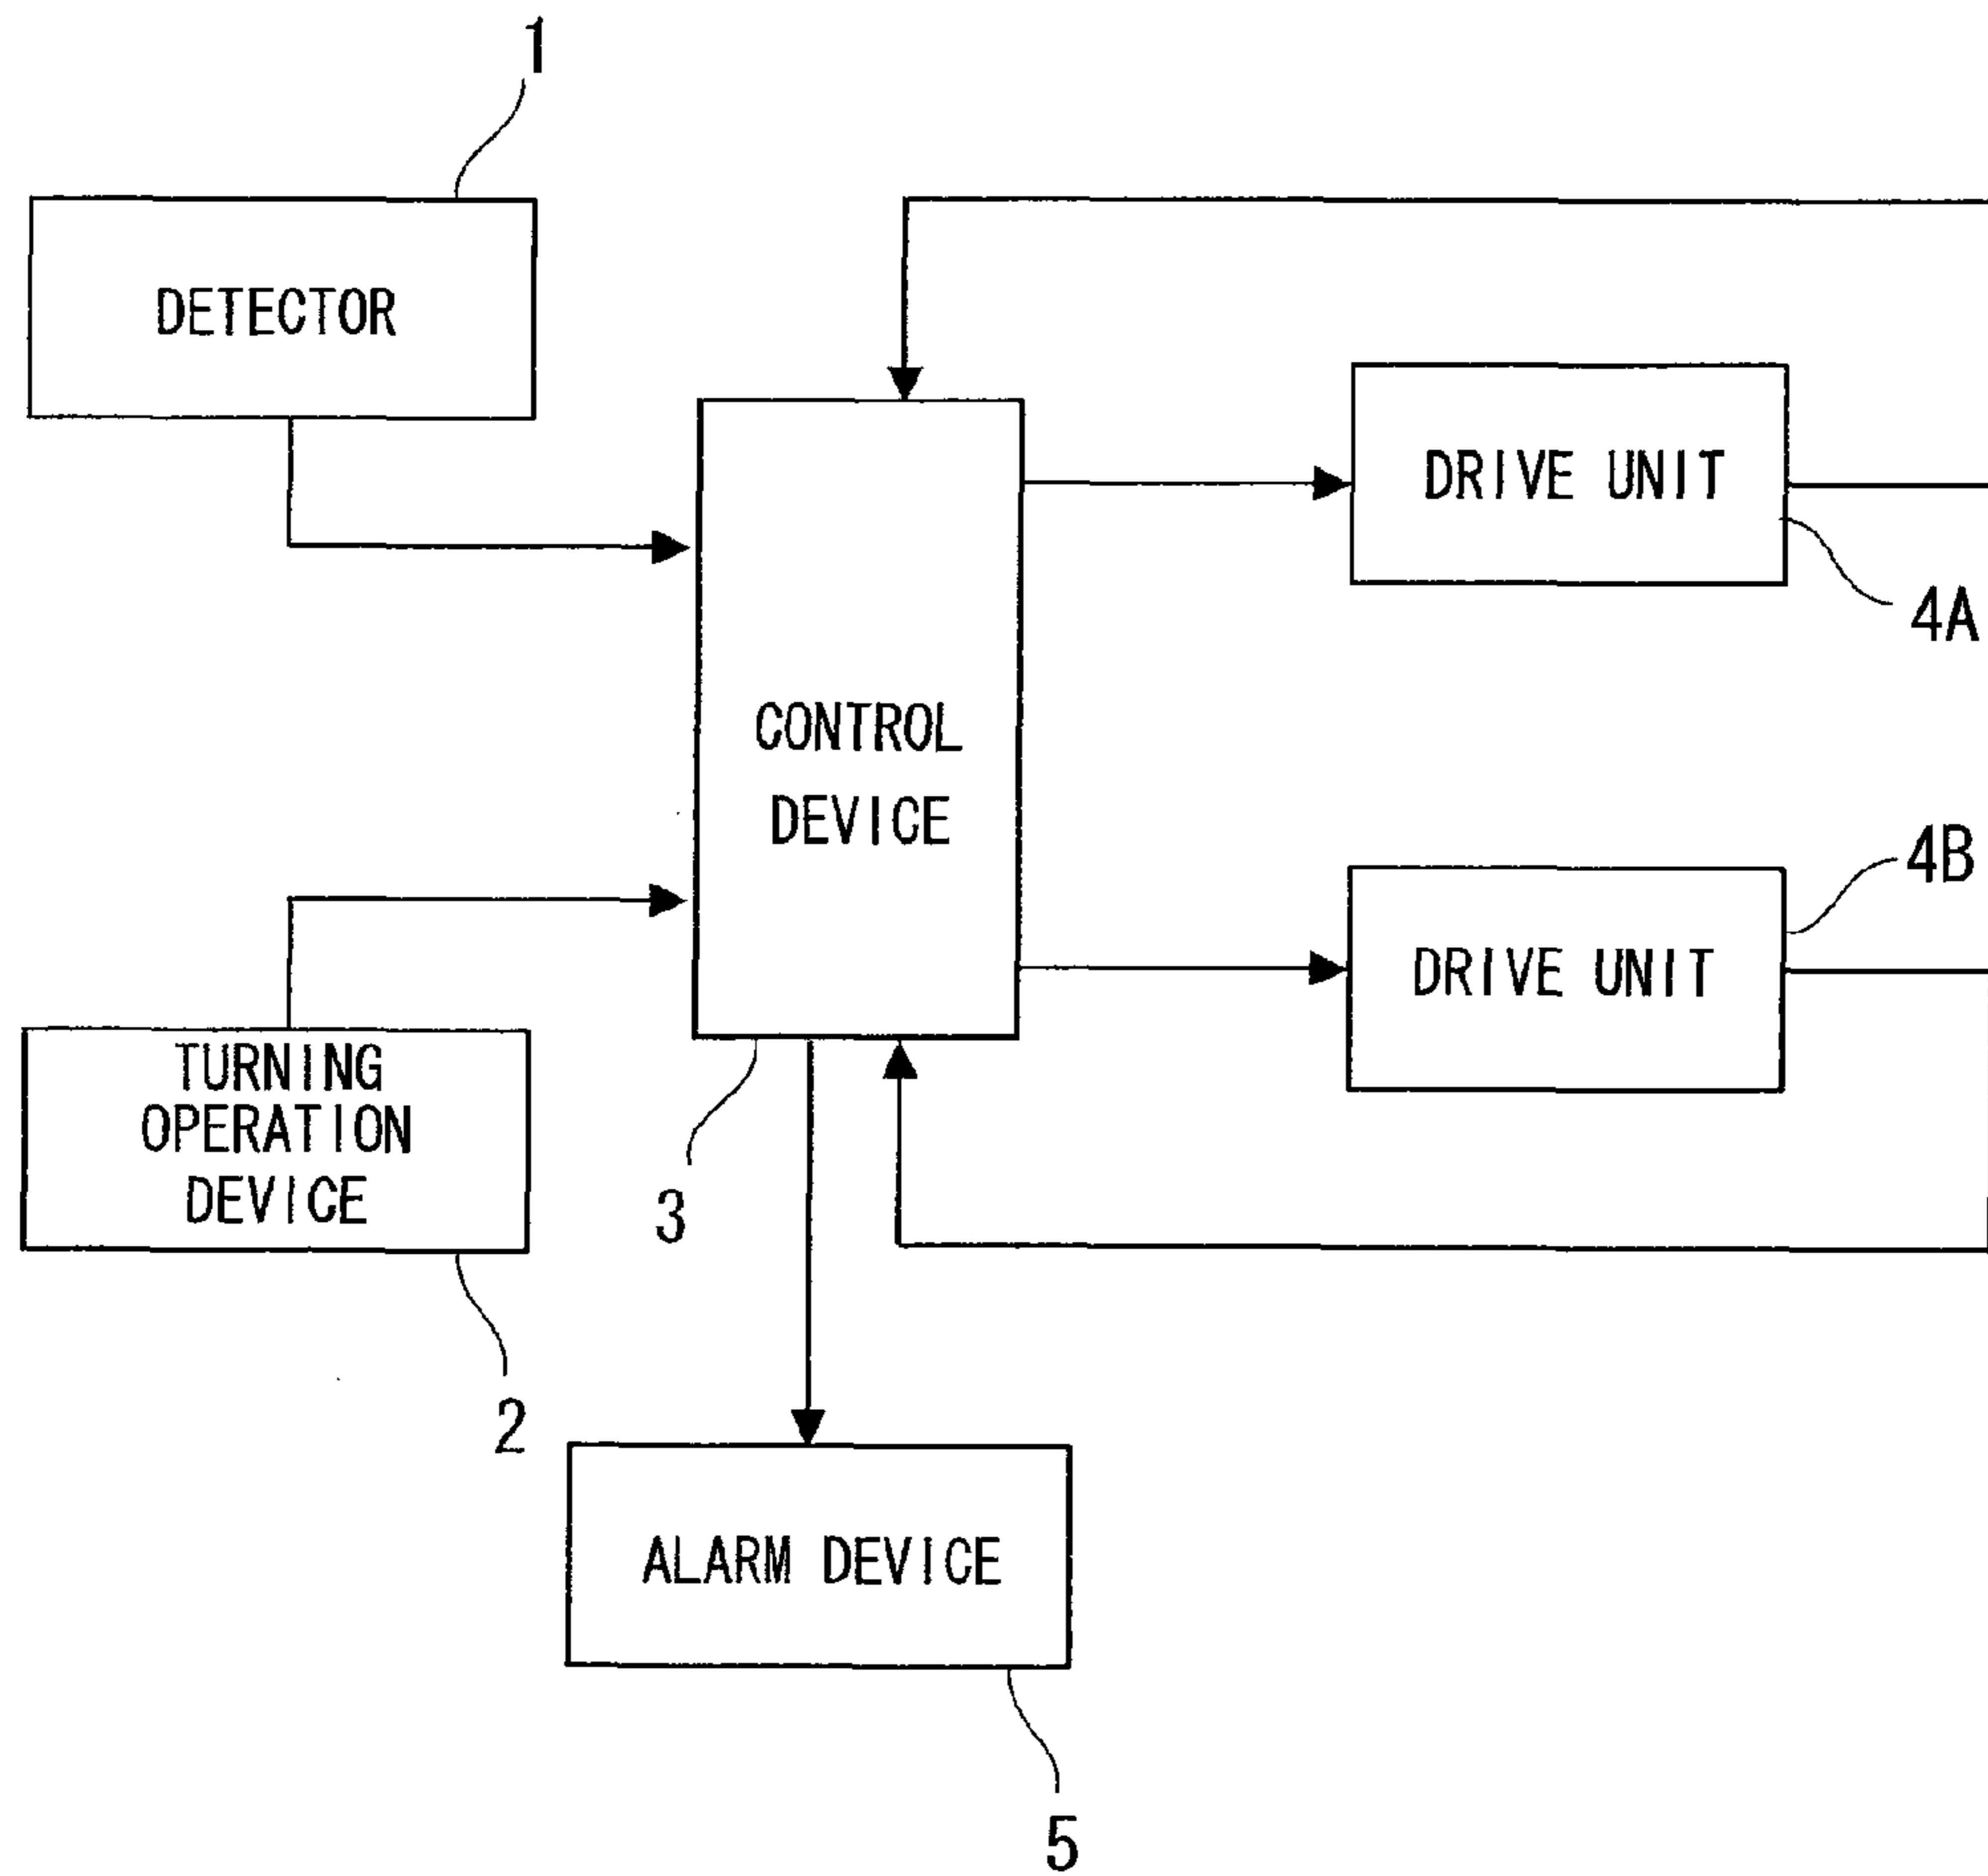 1
DETECTOR
DRIVE UNIT
4A
CONTROL
DEVICE
4B
DRIVE UNIT
TURNING
OPERATION
DEVICE
3
2
ALARM DEVICE
5